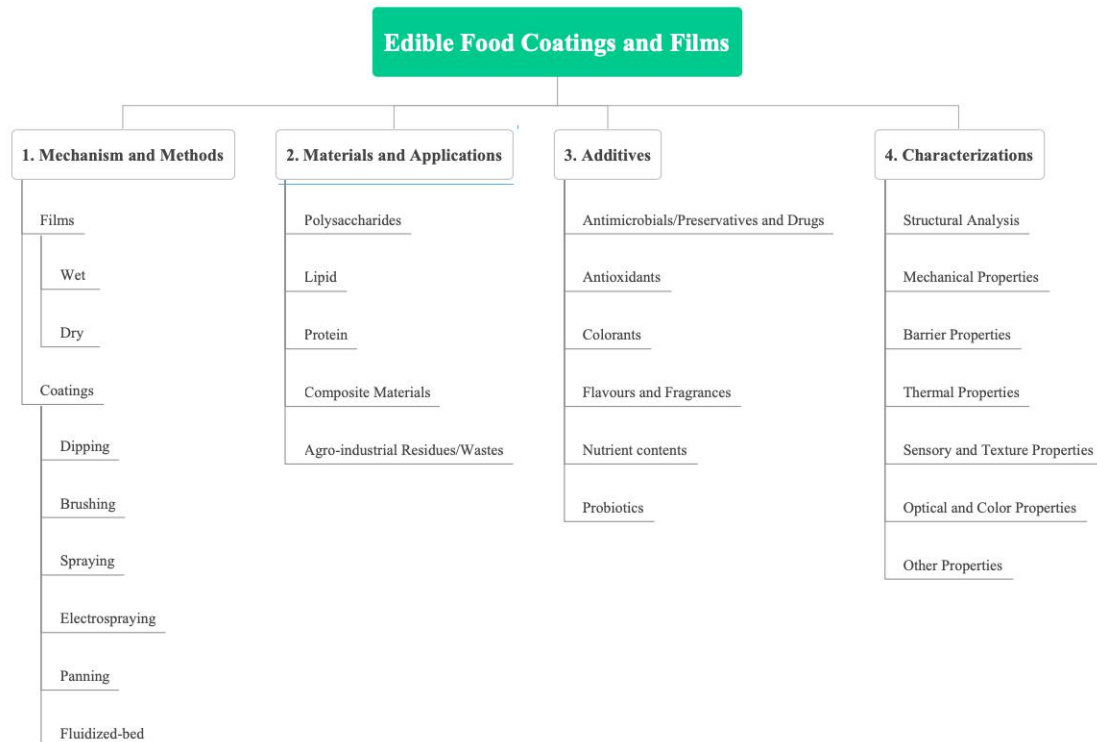 Edible Food Coatings and Films
1. Mechanism and Methods
Films
Wet
Dry
Coatings
Dipping
Brushing
Spraying
Electrospraying
Panning
Fluidized-bed
2. Materials and Applications
Polysaccharides
Lipid
Protein
Composite Materials
Agro-industrial Residues/Wastes
3. Additives
Antimicrobials/Preservatives and Drugs
Antioxidants
Colorants
Flavours and Fragrances
Nutrient contents
Probiotics
4. Characterizations
Structural Analysis
Mechanical Properties
Barrier Properties
Thermal Properties
Sensory and Texture Properties
Optical and Color Properties
Other Properties